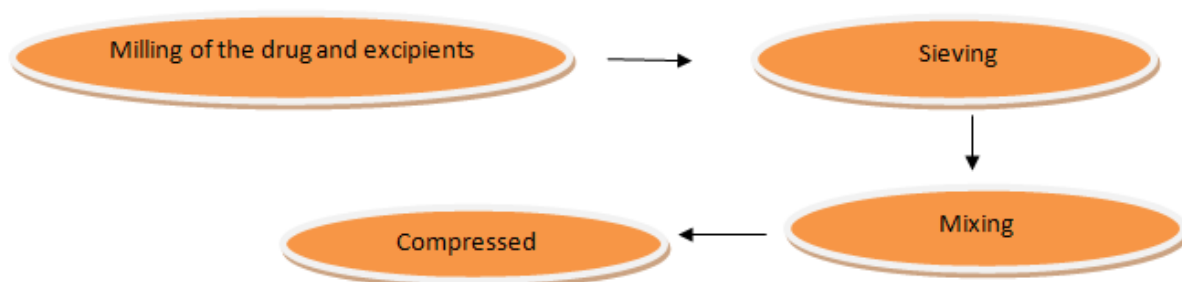 Milling of the drug and excipients
Sieving
Mixing
Compressed